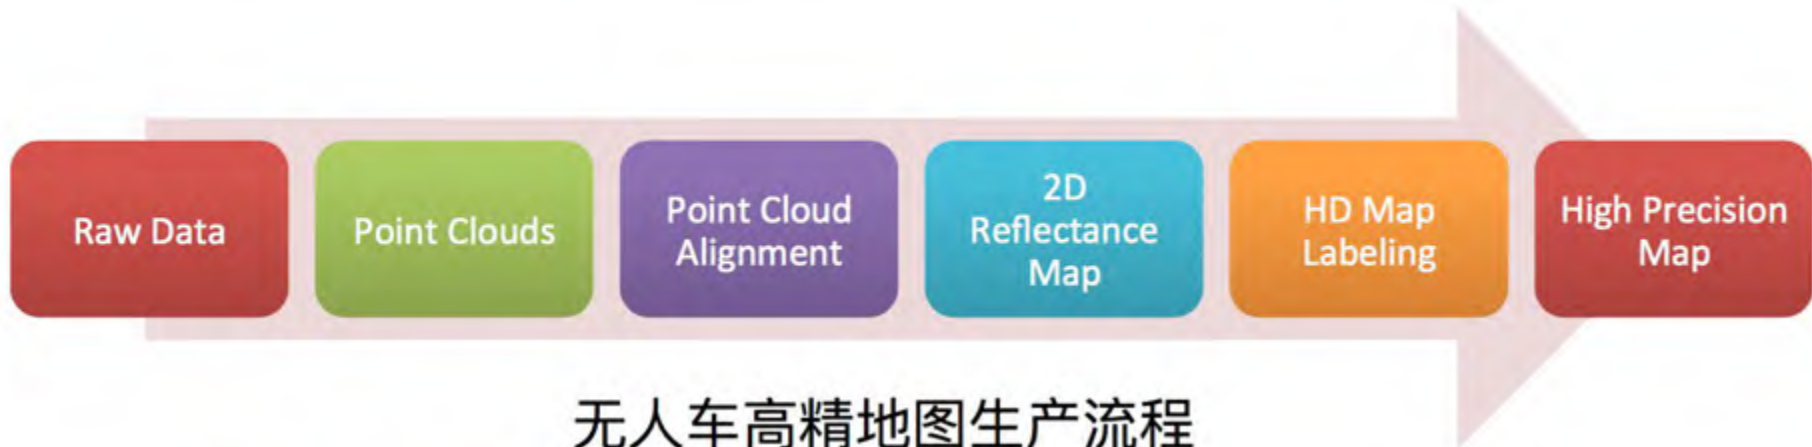 Raw Data
Point Clouds
Point Cloud
Alignment
2D
Reflectance
Map
HD Map
Labeling
High Precision
Map
无人车高精地图生产流程